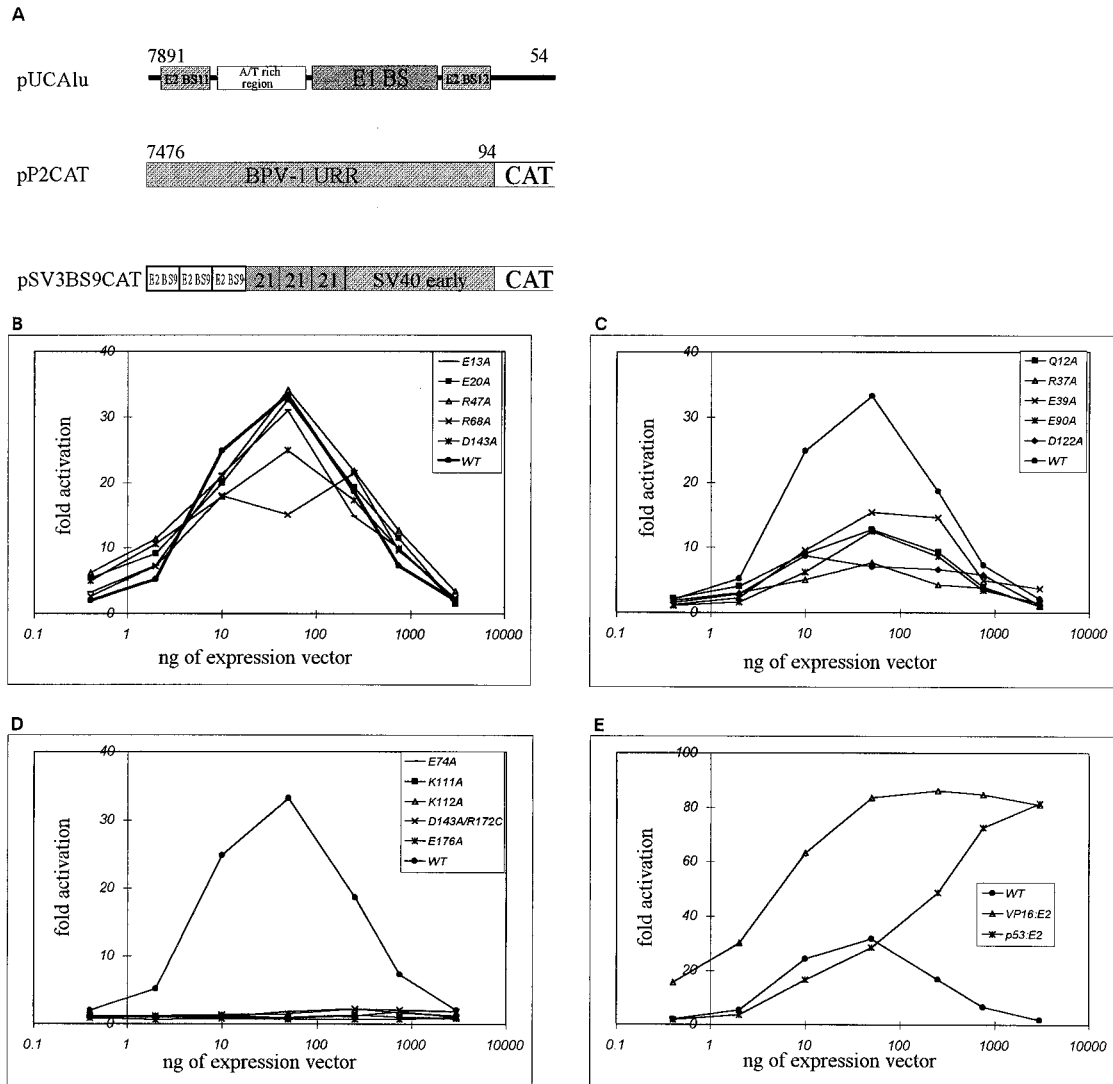 A
7891 54
pUCAlu E2 BS11 A/T rich region E1 BS E2 BS12
7476 94
pP2CAT BPV-1 URR CAT
pSV3BS9CAT E2 BS9 E2 BS9 E2 BS9 21 21 21 SV40 early CAT
B
fold activation
40
30
20
10
0
0.1 1 10 100 1000 10000
ng of expression vector
E13A
E20A
R47A
R68A
D143A
WT
C
fold activation
40
30
20
10
0
0.1 1 10 100 1000 10000
ng of expression vector
Q12A
R37A
E39A
E90A
D122A
WT
D
fold activation
40
30
20
10
0
0.1 1 10 100 1000 10000
ng of expression vector
E74A
K111A
K112A
D143A/R172C
E176A
WT
E
fold activation
100
80
60
40
20
0
0.1 1 10 100 1000 10000
ng of expression vector
WT
VP16:E2
p53:E2